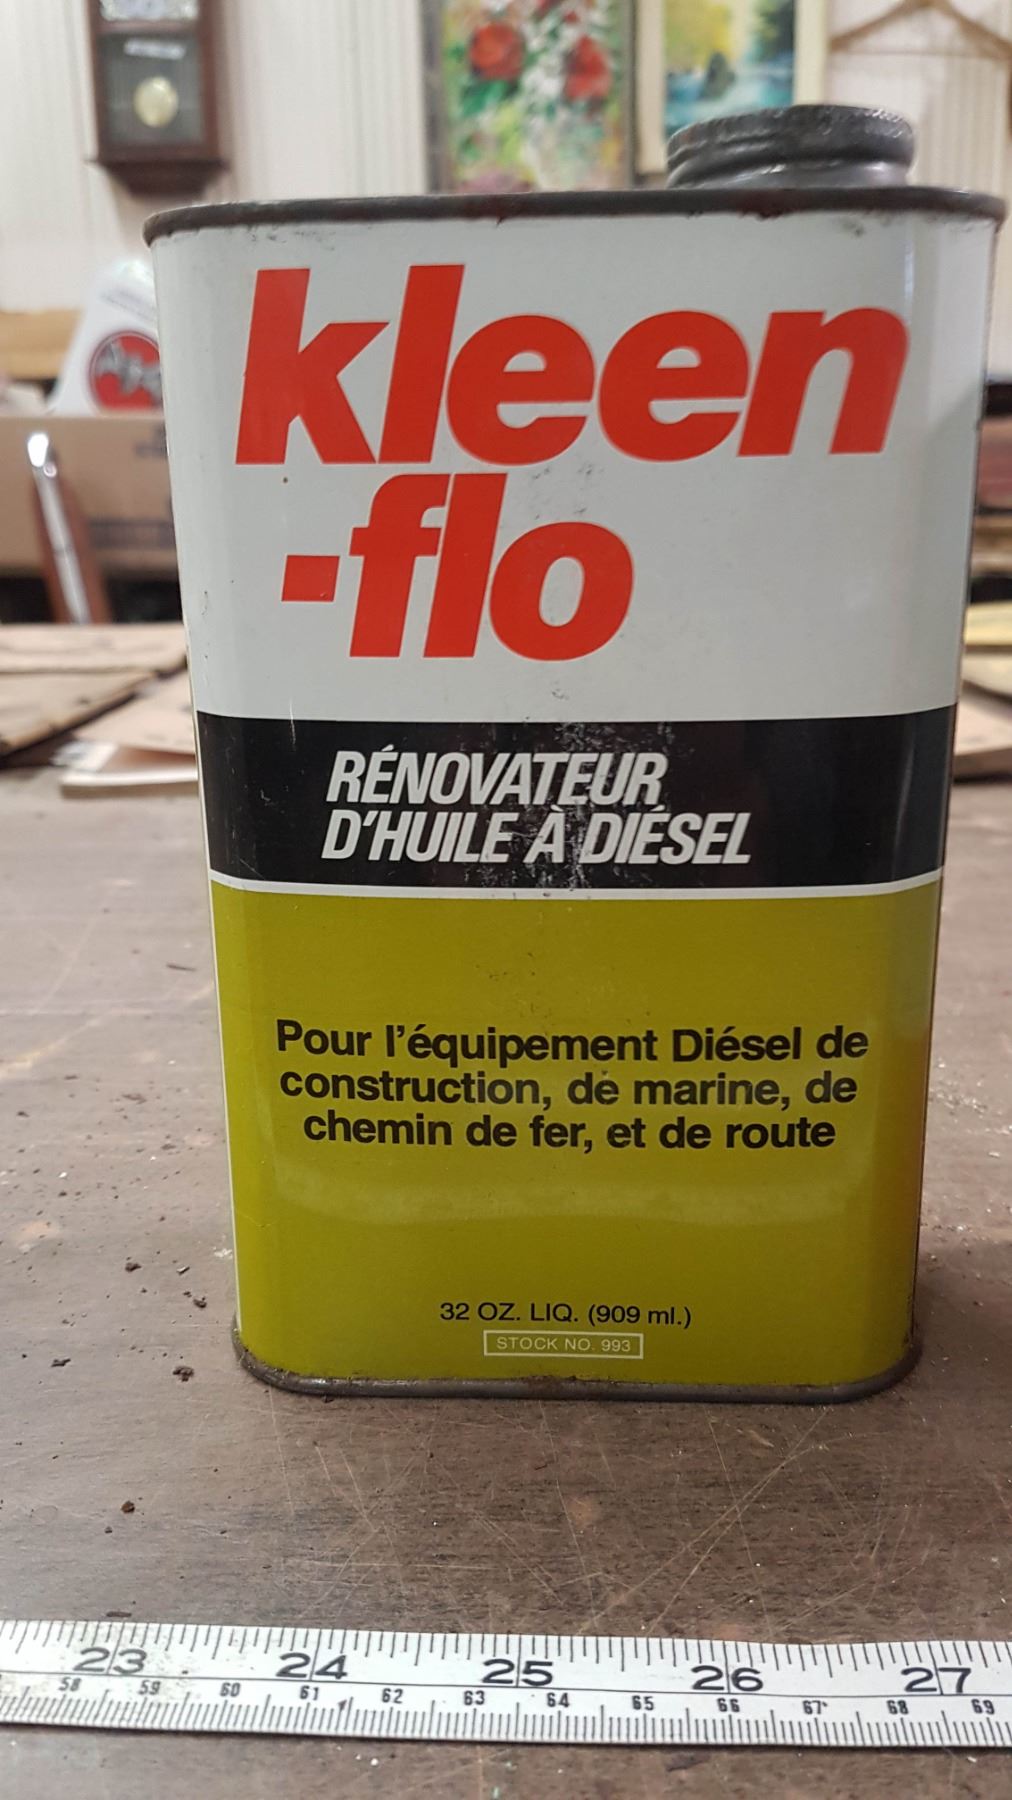 kleen
-flo
RÉNOVATEUR
D'HUILE À DIÉSEL
Pour l'équipement Diésel de
construction, de marine, de
chemin de fer, et de route
32 OZ. LIQ. (909 ml.)
STOCK NO. 993
23 24 25 26 27
58 59 60 61 62 63 64 65 66 67 68 69